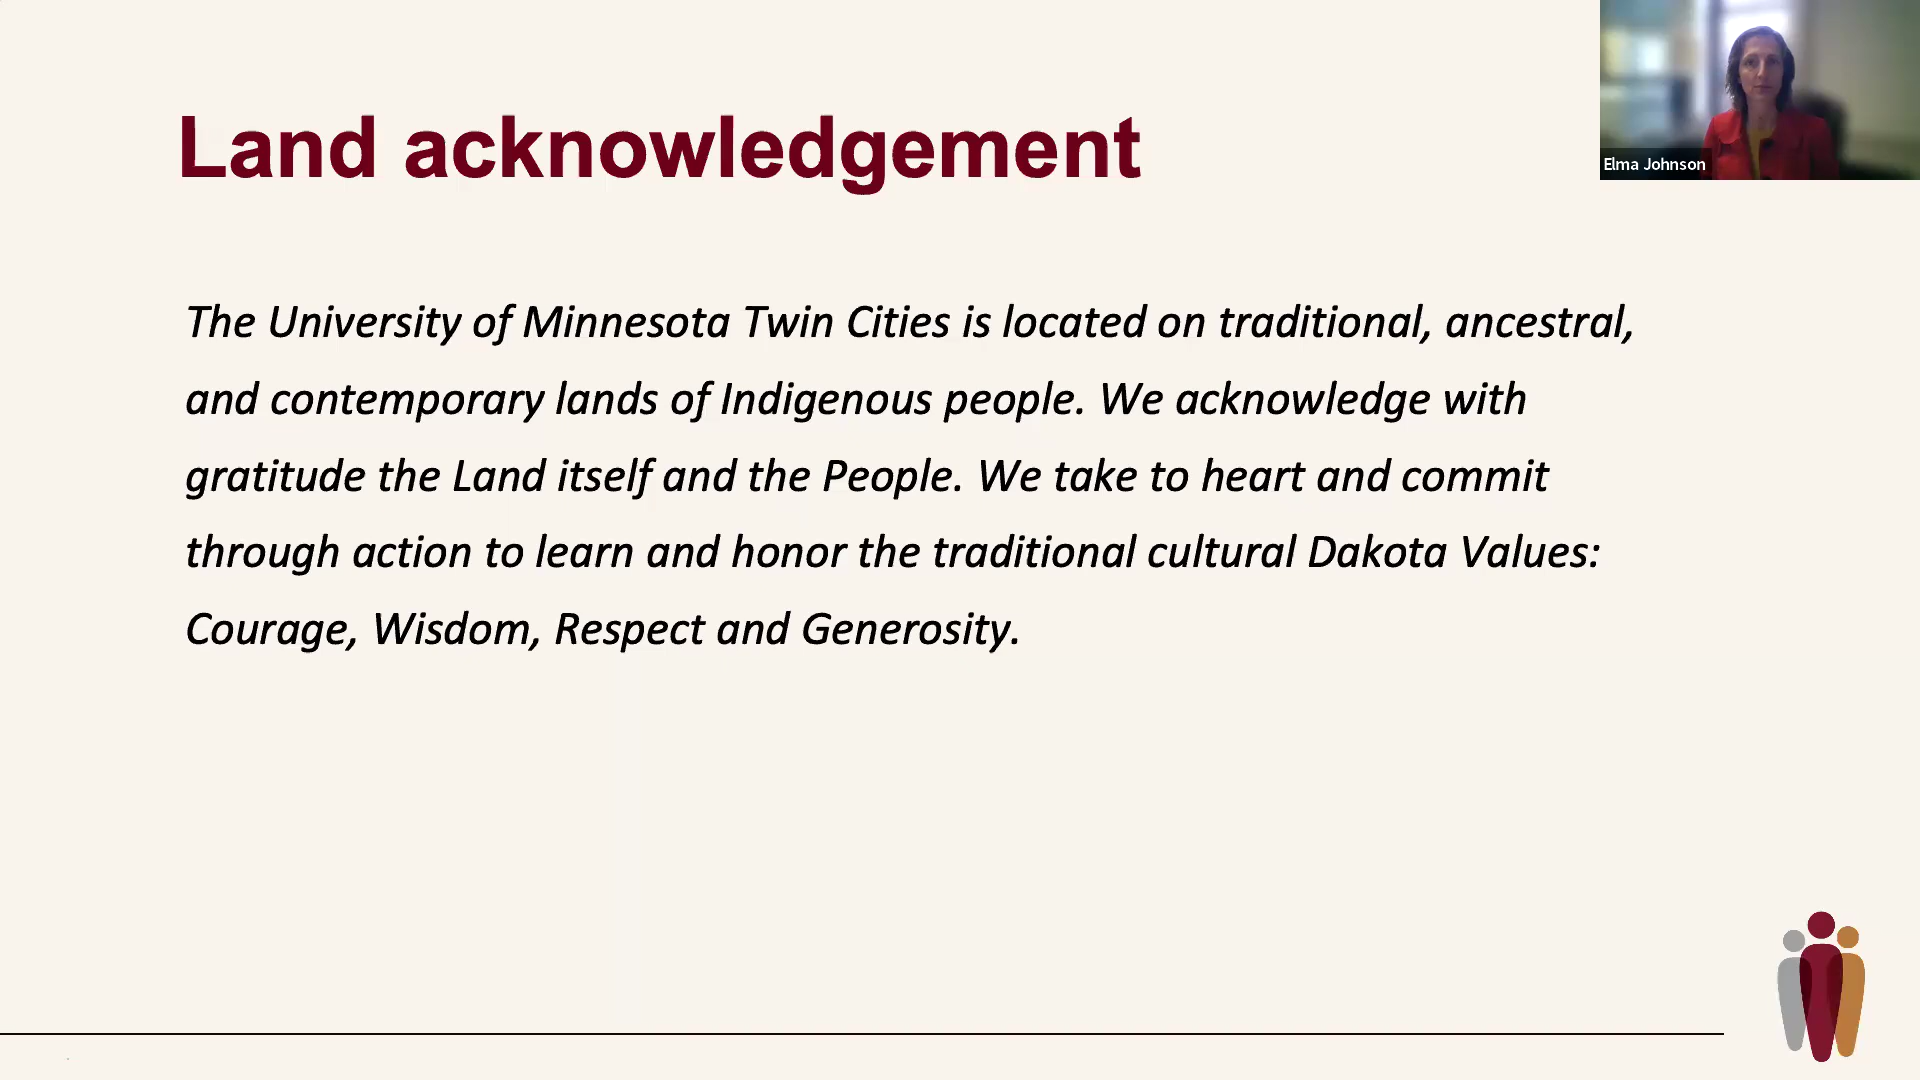 Land acknowledgement
Elma Johnson
The University of Minnesota Twin Cities is located on traditional, ancestral,
and contemporary lands of Indigenous people. We acknowledge with
gratitude the Land itself and the People. We take to heart and commit
through action to learn and honor the traditional cultural Dakota Values:
Courage, Wisdom, Respect and Generosity.